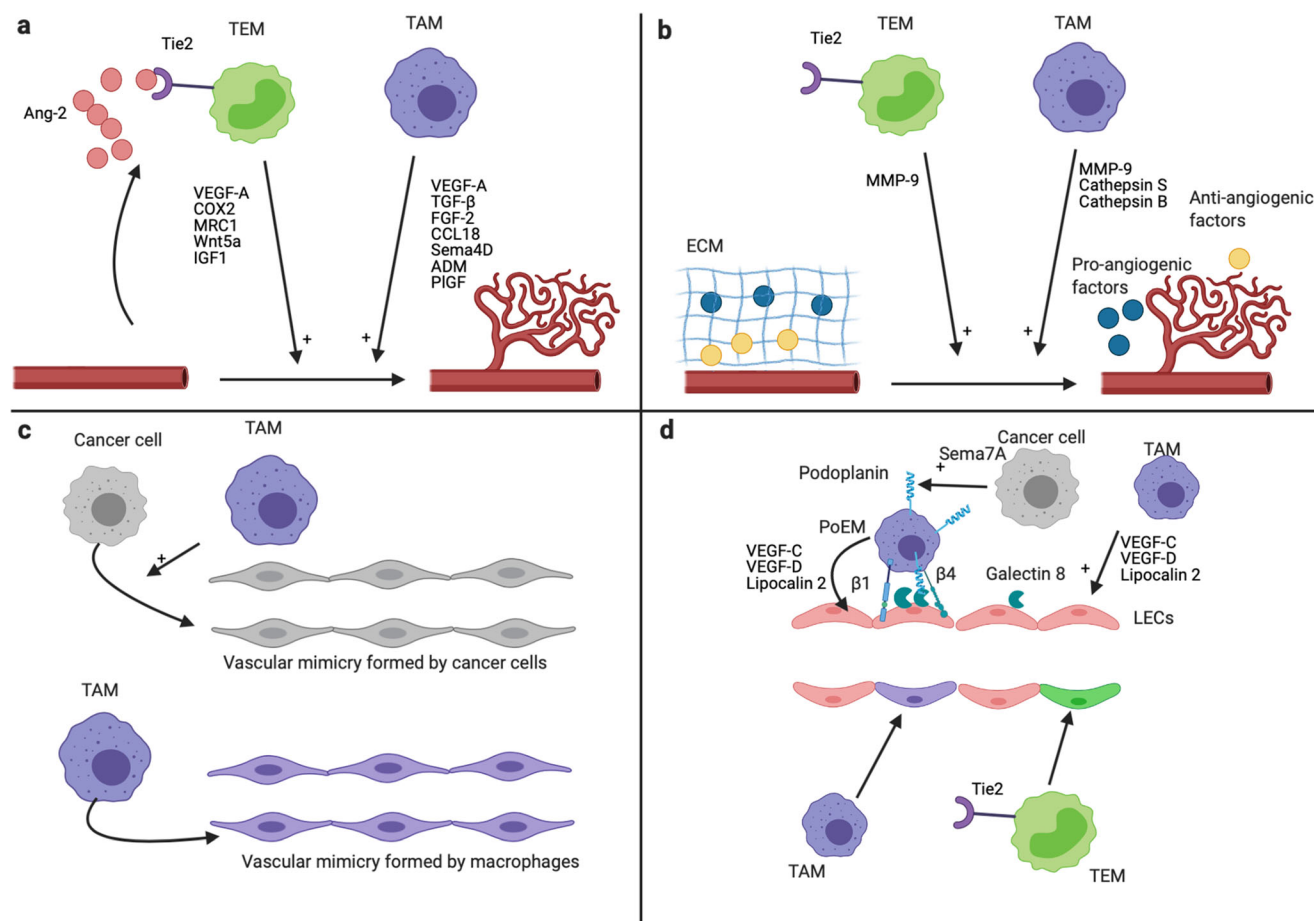 a
TEM
TAM
Tie2
Ang-2
VEGF-A
COX2
MRC1
Wnt5a
IGF1
VEGF-A
TGF-β
FGF-2
CCL18
Sema4D
ADM
PlGF
+
+
b
TEM
TAM
Tie2
MMP-9
MMP-9
Cathepsin S
Cathepsin B
Anti-angiogenic
factors
ECM
Pro-angiogenic
factors
+
+
c
Cancer cell
TAM
+
Vascular mimicry formed by cancer cells
TAM
Vascular mimicry formed by macrophages
d
Cancer cell
Sema7A
+
TAM
Podoplanin
PoEM
VEGF-C
VEGF-D
Lipocalin 2
β1
β4
Galectin 8
+
VEGF-C
VEGF-D
Lipocalin 2
LECs
Tie2
TAM
TEM